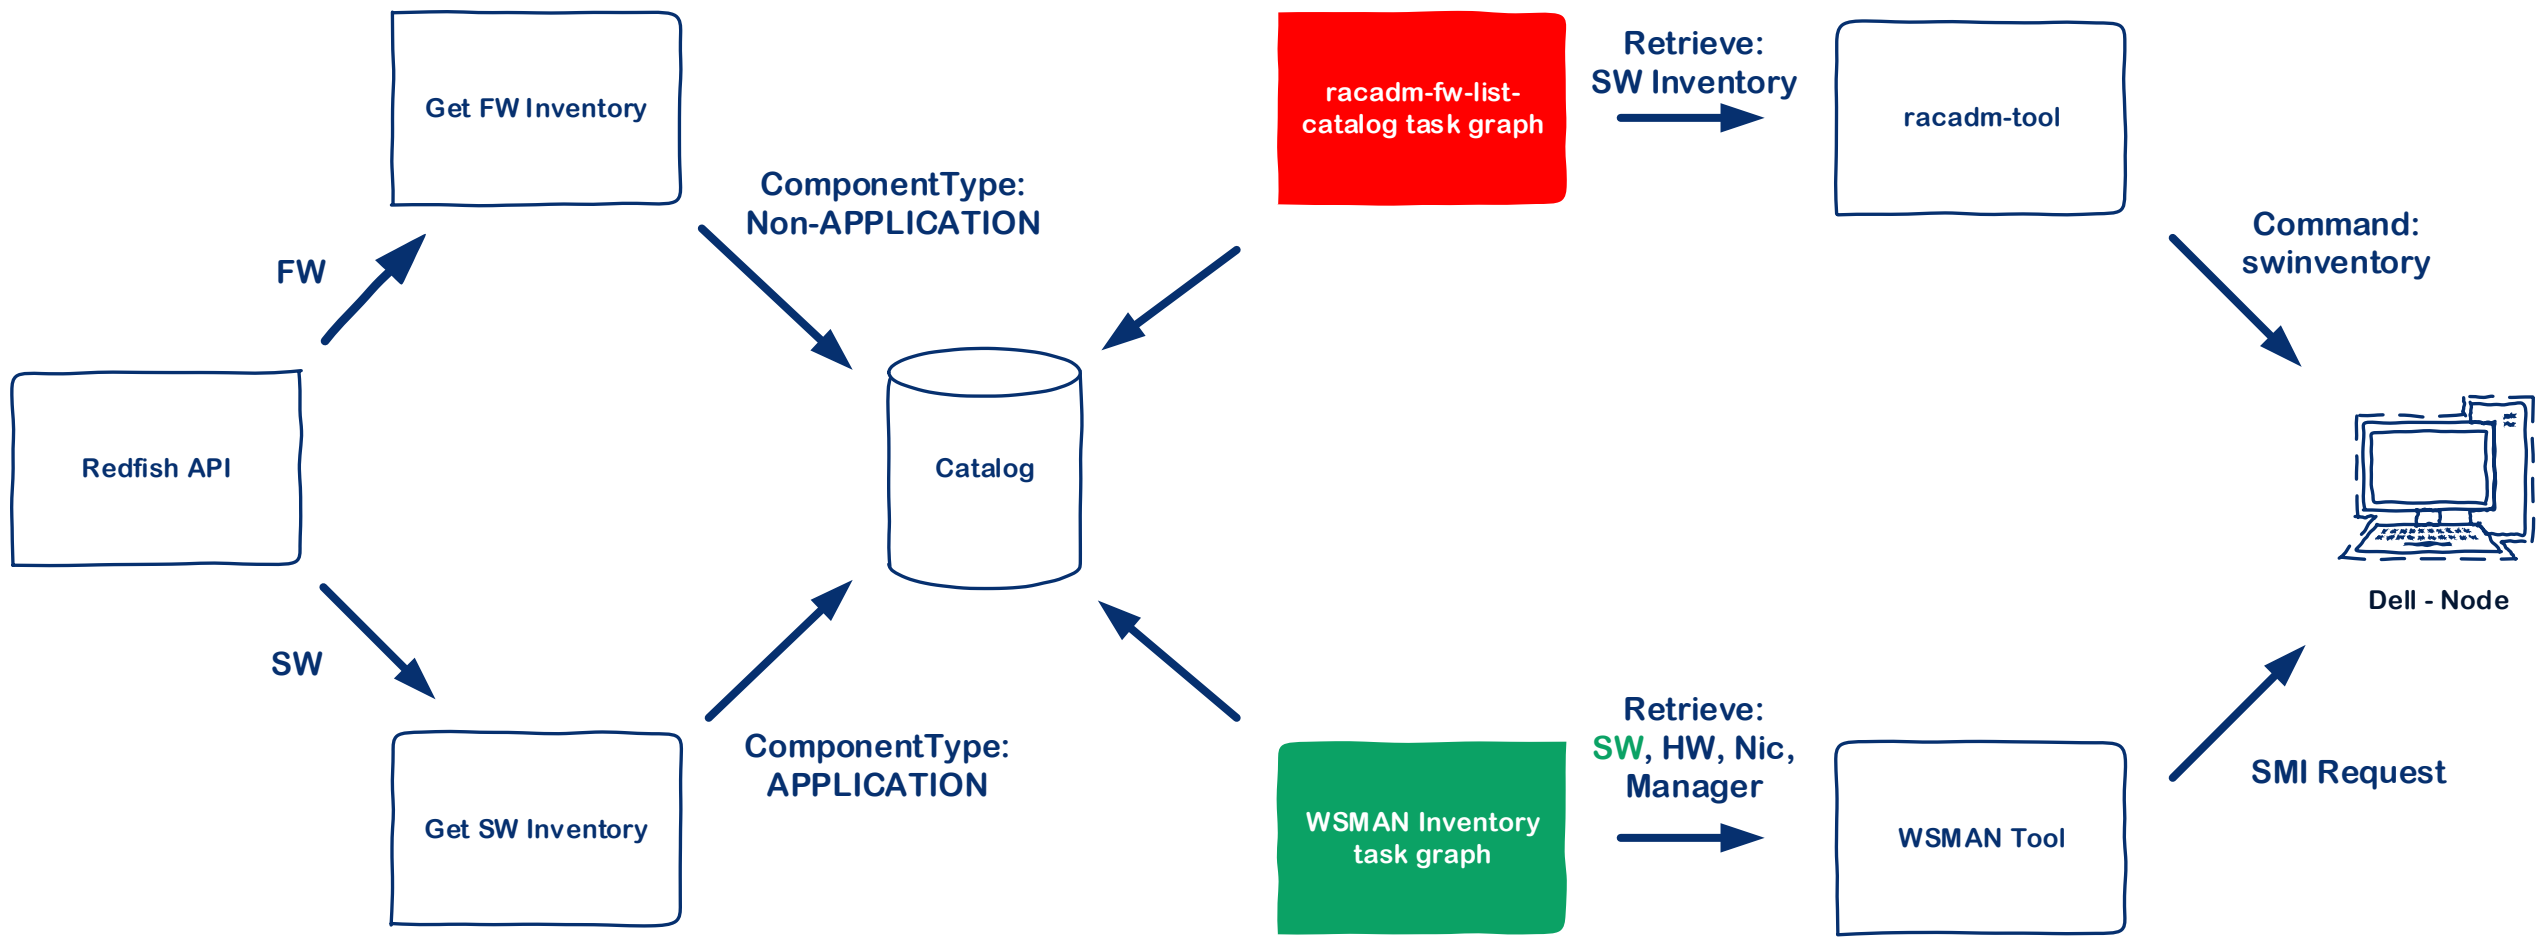 Get FW Inventory
racadm-fw-list-
catalog task graph
Retrieve:
SW Inventory
racadm-tool
ComponentType:
Non-APPLICATION
Command:
swinventory
FW
Redfish API
Catalog
Dell - Node
SW
ComponentType:
APPLICATION
Get SW Inventory
WSMAN Inventory
task graph
Retrieve:
SW, HW, Nic,
Manager
WSMAN Tool
SMI Request